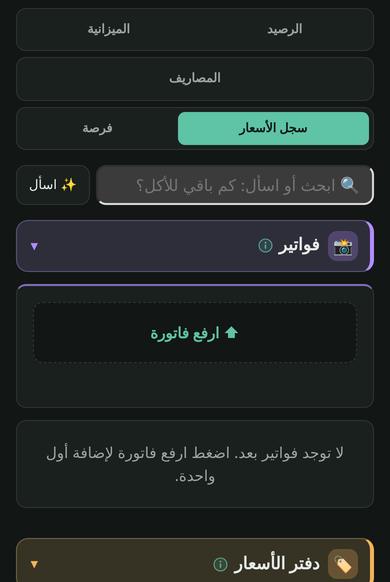 الرصيد
الميزانية
المصاريف
سجل الأسعار
فرصة
🔍 ابحث أو اسأل: كم باقي للأكل؟
✨ اسأل
فواتير
ارفع فاتورة
لا توجد فواتير بعد. اضغط ارفع فاتورة لإضافة أول
واحدة.
دفتر الأسعار